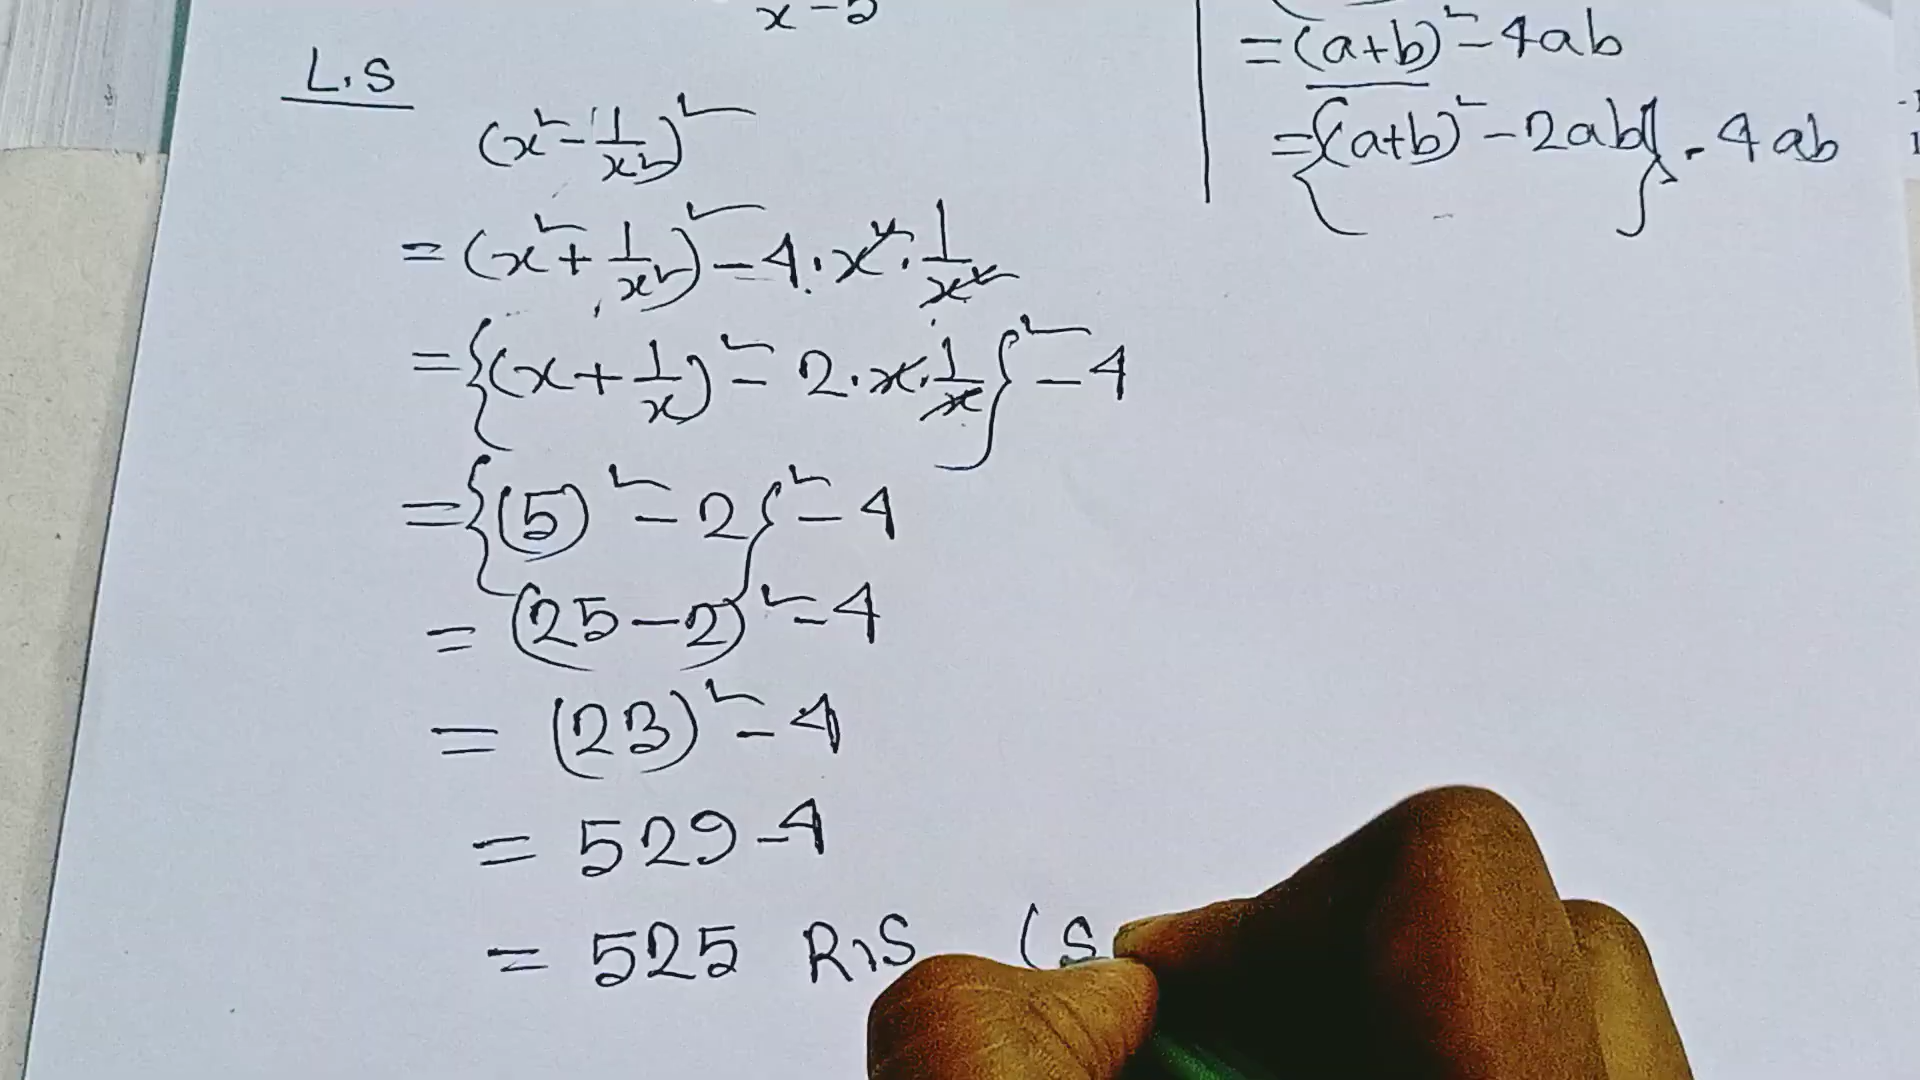 x-5
L.S
(x²-1/x²)²
=(x²+1/x²)²-4.x².1/x²
={(x+1/x)²-2.x.1/x}²-4
={(5)²-2}²-4
=(25-2)²-4
=(23)²-4
=529-4
=525 R.S (S
=(a+b)²-4ab
={(a+b)²-2ab}.4ab